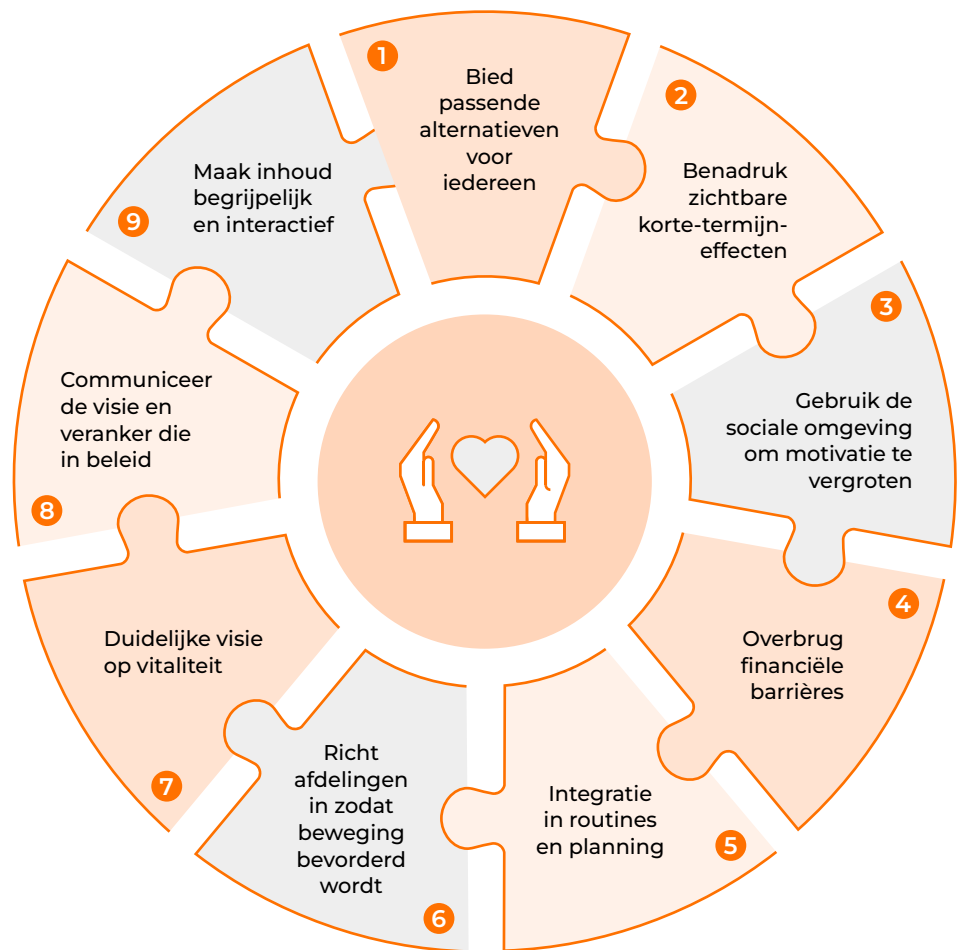 1
Bied
passende
alternatieven
voor
iedereen
2
Benadruk
zichtbare
korte-termijn-
effecten
3
Gebruik de
sociale omgeving
om motivatie te
vergroten
4
Overbrug
financiële
barrières
5
Integratie
in routines
en planning
6
Richt
afdelingen
in zodat
beweging
bevorderd
wordt
7
Duidelijke visie
op vitaliteit
8
Communiceer
de visie en
veranker die
in beleid
9
Maak inhoud
begrijpelijk
en interactief